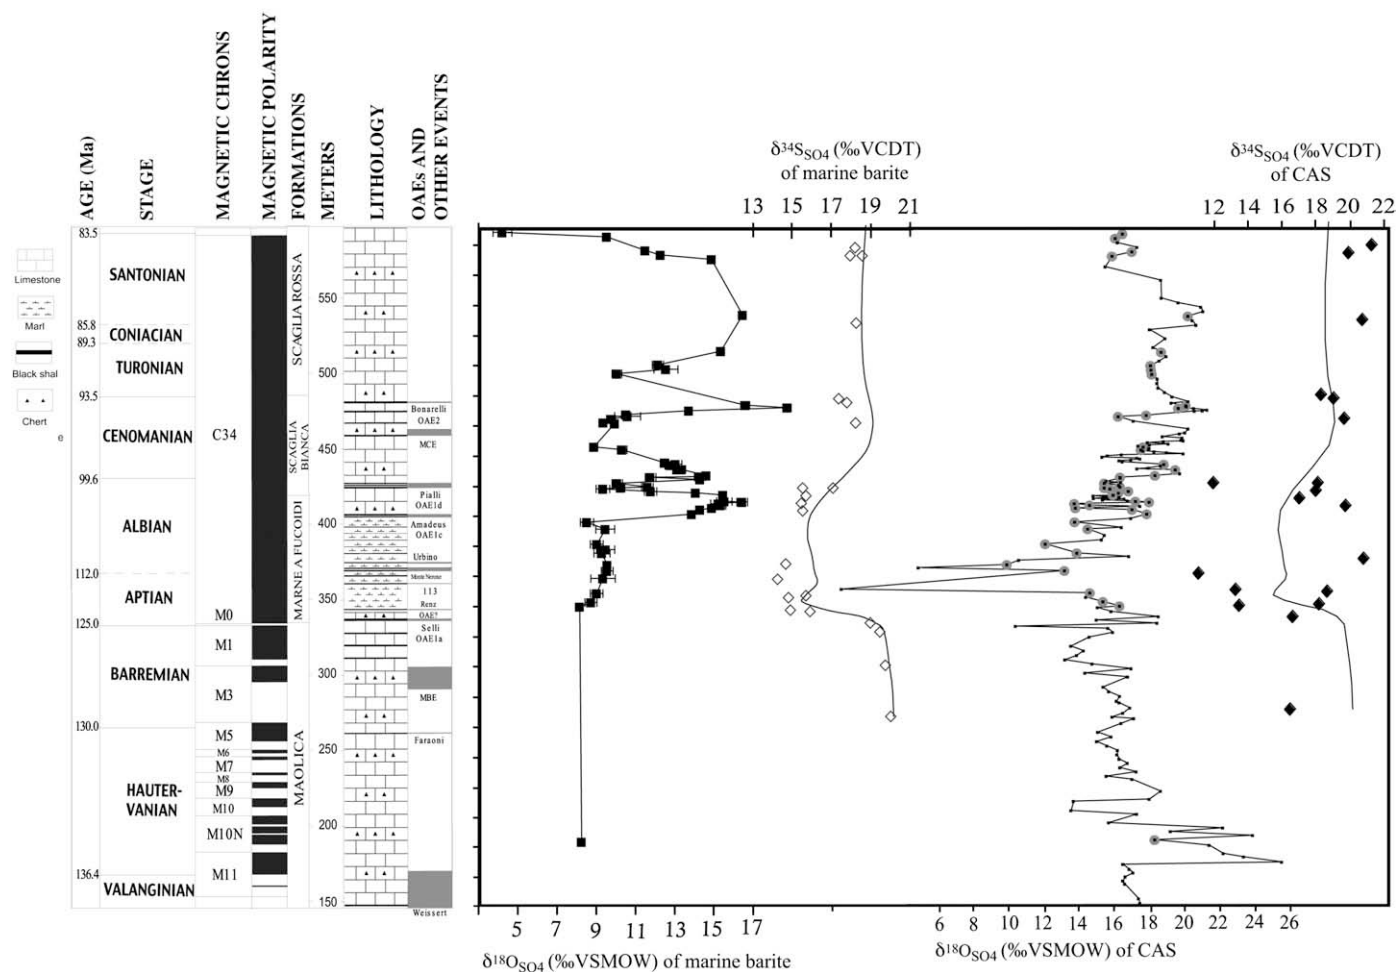 AGE (Ma)
STAGE
MAGNETIC CHRONS
MAGNETIC POLARITY
FORMATIONS
METERS
LITHOLOGY
OAEs AND
OTHER EVENTS
δ34SSO4 (‰VCDT)
of marine barite
13 15 17 19 21
δ34SSO4 (‰VCDT)
of CAS
12 14 16 18 20 22
Limestone
Marl
Black shal
Chert
e
83.5
85.8
89.3
93.5
99.6
112.0
125.0
130.0
136.4
SANTONIAN
CONIACIAN
TURONIAN
CENOMANIAN
ALBIAN
APTIAN
BARREMIAN
HAUTER-
VANIAN
VALANGINIAN
C34
M0
M1
M3
M5
M6
M7
M8
M9
M10
M10N
M11
SCAGLIA ROSSA
SCAGLIA
BIANCA
MARNE A FUCOIDI
MAOLICA
550
500
450
400
350
300
250
200
150
Bonarelli
OAE2
MCE
Pialli
OAE1d
Amadeus
OAE1c
Urbino
Monte Nerone
113
Renz
OAE?
Selli
OAE1a
MBE
Faraoni
Weissert
5 7 9 11 13 15 17
δ18OSO4 (‰VSMOW) of marine barite
6 8 10 12 14 16 18 20 22 24 26
δ18OSO4 (‰VSMOW) of CAS